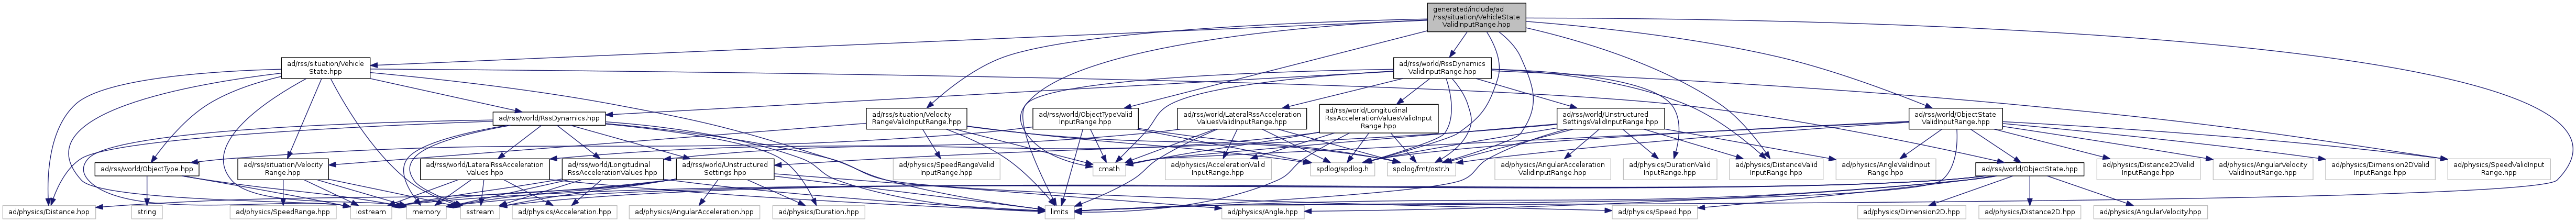 generated/include/ad
/rss/situation/VehicleState
ValidInputRange.hpp
ad/rss/situation/Vehicle
State.hpp
ad/rss/world/RssDynamics
ValidInputRange.hpp
ad/rss/world/RssDynamics.hpp
ad/rss/situation/Velocity
RangeValidInputRange.hpp
ad/rss/world/ObjectTypeValid
InputRange.hpp
ad/rss/world/LateralRssAcceleration
ValuesValidInputRange.hpp
ad/rss/world/Longitudinal
RssAccelerationValuesValidInput
Range.hpp
ad/rss/world/Unstructured
SettingsValidInputRange.hpp
ad/rss/world/ObjectState
ValidInputRange.hpp
ad/rss/world/ObjectType.hpp
ad/rss/situation/Velocity
Range.hpp
ad/rss/world/LateralRssAcceleration
Values.hpp
ad/rss/world/Longitudinal
RssAccelerationValues.hpp
ad/rss/world/Unstructured
Settings.hpp
ad/physics/SpeedRangeValid
InputRange.hpp
cmath
ad/physics/AccelerationValid
InputRange.hpp
spdlog/spdlog.h
spdlog/fmt/ostr.h
ad/physics/AngularAcceleration
ValidInputRange.hpp
ad/physics/DurationValid
InputRange.hpp
ad/physics/DistanceValid
InputRange.hpp
ad/physics/AngleValidInput
Range.hpp
ad/rss/world/ObjectState.hpp
ad/physics/Distance2DValid
InputRange.hpp
ad/physics/AngularVelocity
ValidInputRange.hpp
ad/physics/Dimension2DValid
InputRange.hpp
ad/physics/SpeedValidInput
Range.hpp
ad/physics/Distance.hpp
string
ad/physics/SpeedRange.hpp
iostream
memory
sstream
ad/physics/Acceleration.hpp
ad/physics/AngularAcceleration.hpp
ad/physics/Duration.hpp
limits
ad/physics/Angle.hpp
ad/physics/Speed.hpp
ad/physics/Dimension2D.hpp
ad/physics/Distance2D.hpp
ad/physics/AngularVelocity.hpp